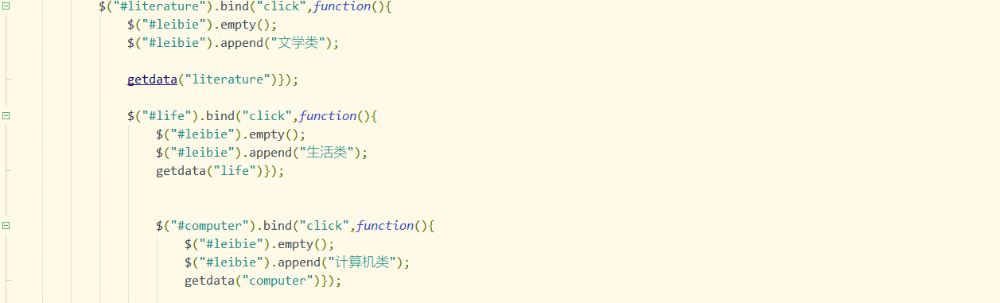 $("#literature").bind("click",function(){
$("#leibie").empty();
$("#leibie").append("文学类");
getdata("literature")});
$("#life").bind("click",function(){
$("#leibie").empty();
$("#leibie").append("生活类");
getdata("life")});
$("#computer").bind("click",function(){
$("#leibie").empty();
$("#leibie").append("计算机类");
getdata("computer")});